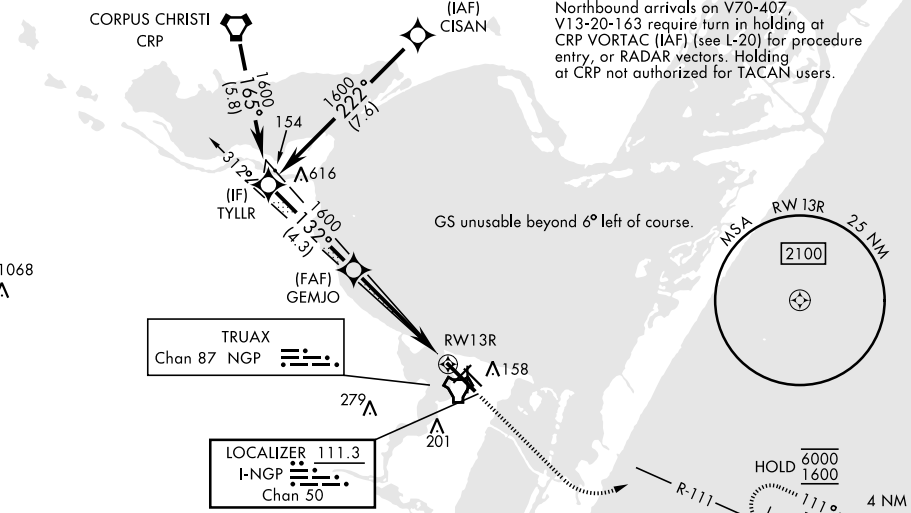 CORPUS CHRISTI
CRP
(IAF)
CISAN
Northbound arrivals on V70-407,
V13-20-163 require turn in holding at
CRP VORTAC (IAF) (see L-20) for procedure
entry, or RADAR vectors. Holding
at CRP not authorized for TACAN users.
1600
165°
(5.8)
1600
222°
(7.6)
154
312°
616
(IF)
TYLLR
1600
132°
(4.3)
GS unusable beyond 6° left of course.
MSA RW 13R 25 NM
2100
1068
(FAF)
GEMJO
TRUAX
Chan 87 NGP
RW13R
158
279
201
LOCALIZER 111.3
I-NGP
Chan 50
HOLD 6000
1600
R-111
111°
4 NM